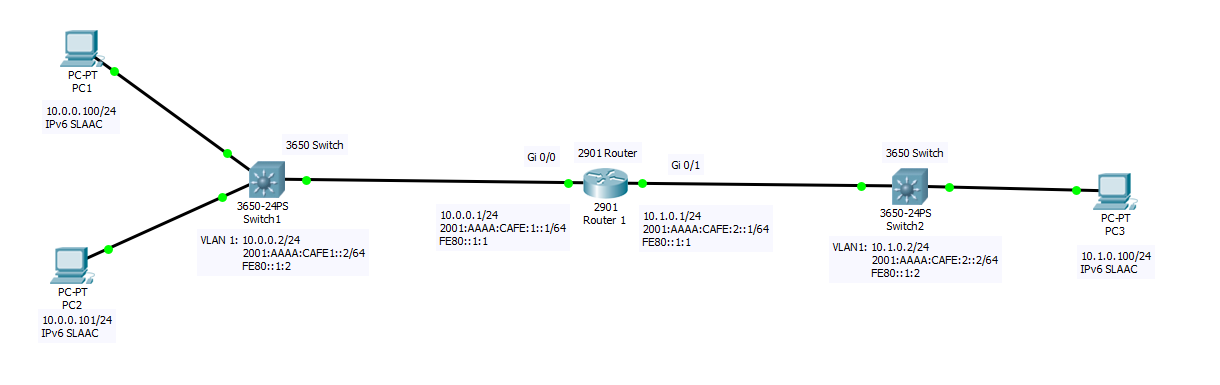 PC-PT
PC1
10.0.0.100/24
IPv6 SLAAC
3650 Switch
3650-24PS
Switch1
VLAN 1: 10.0.0.2/24
2001:AAAA:CAFE1::2/64
FE80::1:2
PC-PT
PC2
10.0.0.101/24
IPv6 SLAAC
Gi 0/0
2901 Router
Gi 0/1
2901
Router 1
10.0.0.1/24
2001:AAAA:CAFE:1::1/64
FE80::1:1
10.1.0.1/24
2001:AAAA:CAFE:2::1/64
FE80::1:1
3650 Switch
3650-24PS
Switch2
VLAN1: 10.1.0.2/24
2001:AAAA:CAFE:2::2/64
FE80::1:2
PC-PT
PC3
10.1.0.100/24
IPv6 SLAAC